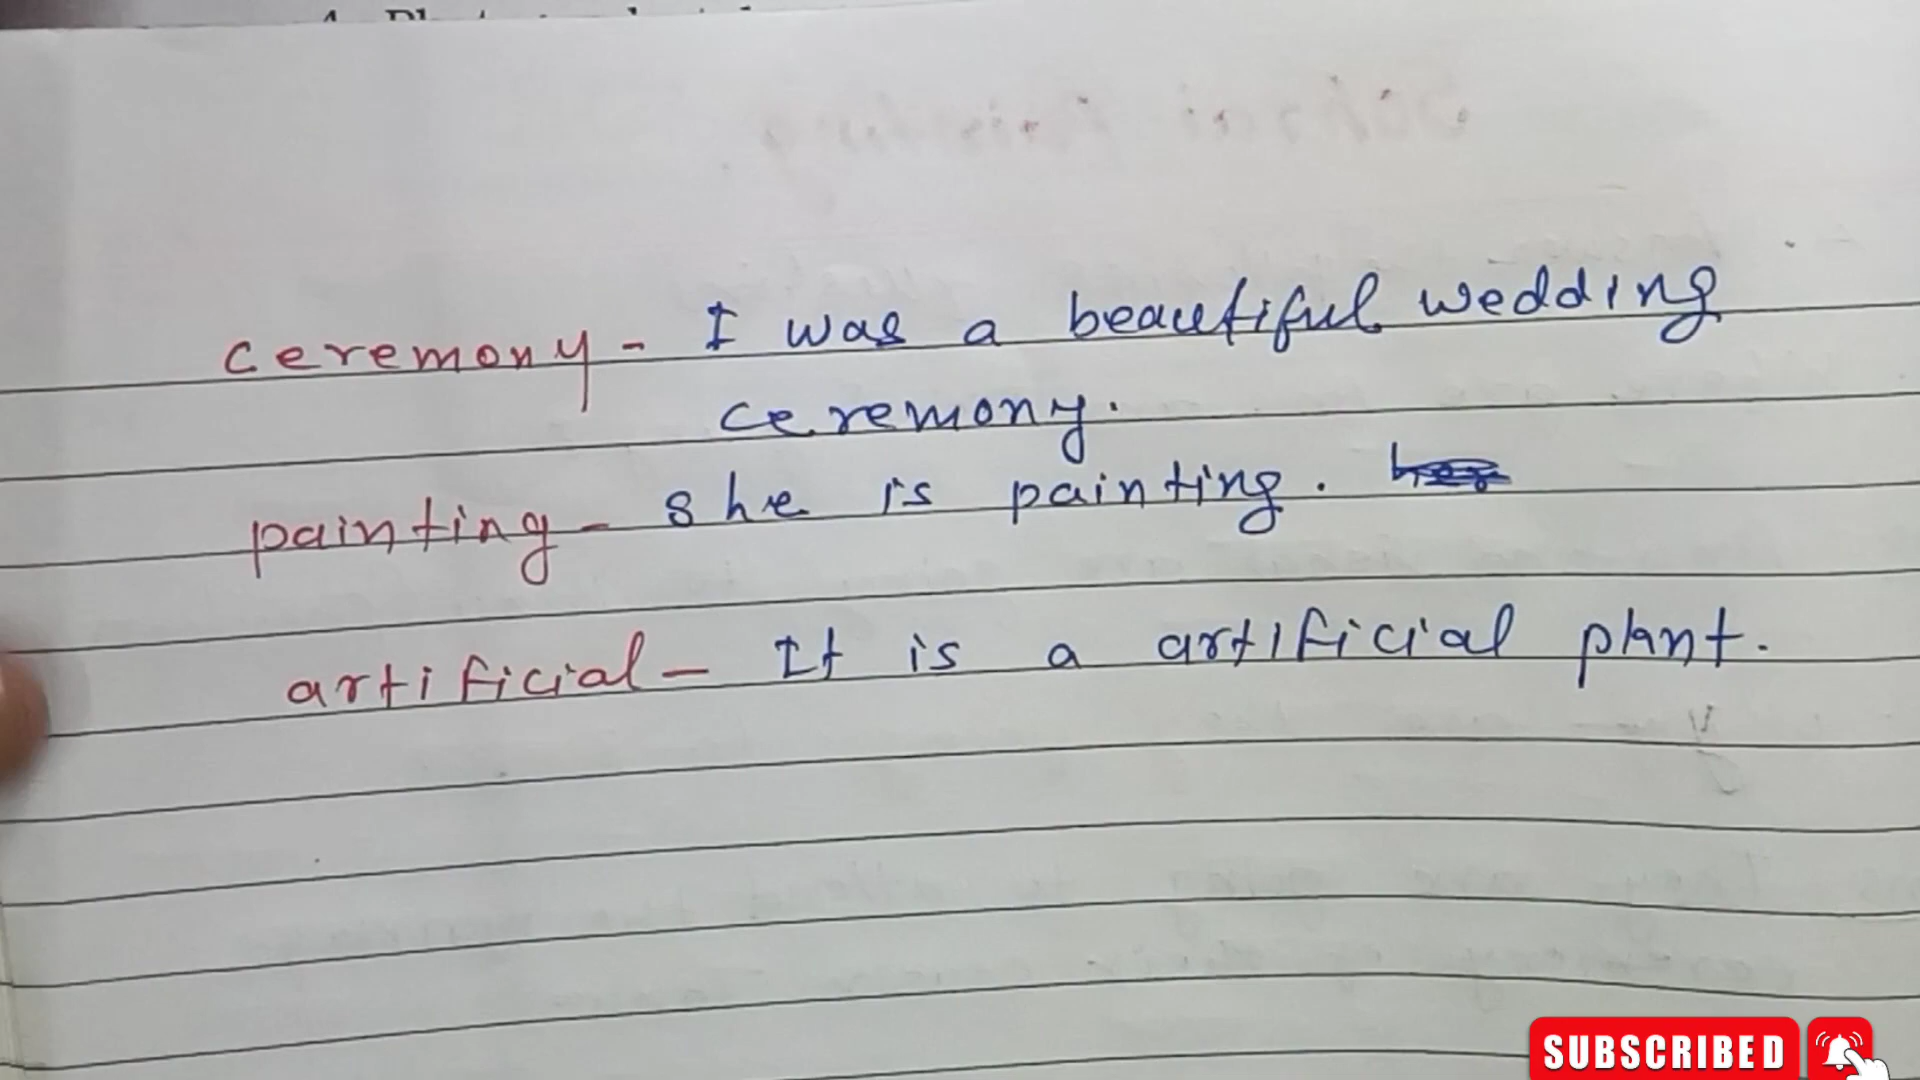 ceremony - I was a beautiful wedding
ceremony.
painting - she is painting.
artificial - It is a artificial plant.
SUBSCRIBED